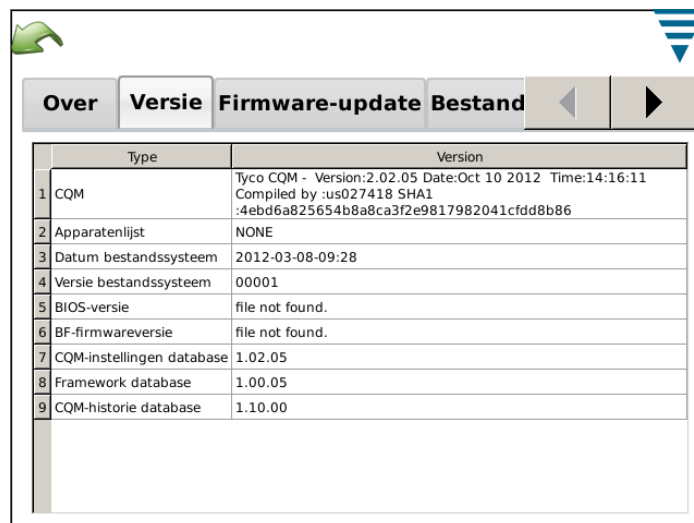 Over Versie Firmware-update Bestand
Type Version
1 CQM Tyco CQM - Version:2.02.05 Date:Oct 10 2012 Time:14:16:11
Compiled by :us027418 SHA1
:4ebd6a825654b8a8ca3f2e9817982041cfdd8b86
2 Apparatenlijst NONE
3 Datum bestandssysteem 2012-03-08-09:28
4 Versie bestandssysteem 00001
5 BIOS-versie file not found.
6 BF-firmwareversie file not found.
7 CQM-instellingen database 1.02.05
8 Framework database 1.00.05
9 CQM-historie database 1.10.00